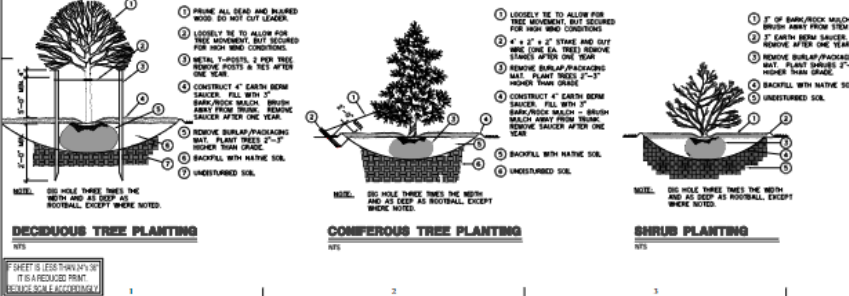 1 PRUNE ALL DEAD AND INJURED
WOOD. DO NOT CUT LEADER.
2 LOOSELY TIE TO ALLOW FOR
TREE MOVEMENT, BUT SECURED
FOR HIGH WIND CONDITIONS.
3 METAL T-POSTS, 2 PER TREE
REMOVE POSTS & TIES AFTER
ONE YEAR.
4 CONSTRUCT 4" EARTH BERM
SAUCER. FILL WITH 3"
BARK/ROCK MULCH. BRUSH
AWAY FROM TRUNK. REMOVE
SAUCER AFTER ONE YEAR.
5 REMOVE BURLAP/PACKAGING
MAT. PLANT TREES 2"-3"
HIGHER THAN GRADE.
6 BACKFILL WITH NATIVE SOIL
7 UNDISTURBED SOIL
NOTE: DIG HOLE THREE TIMES THE
WIDTH AND AS DEEP AS
ROOTBALL, EXCEPT WHERE NOTED.
DECIDUOUS TREE PLANTING
NTS
1 LOOSELY TIE TO ALLOW FOR
TREE MOVEMENT, BUT SECURED
FOR HIGH WIND CONDITIONS
2 4' x 2" x 2" STAKE AND GUY
WIRE (ONE EA. TREE) REMOVE
STAKES AFTER ONE YEAR
3 REMOVE BURLAP/PACKAGING
MAT. PLANT TREES 2"-3"
HIGHER THAN GRADE
4 CONSTRUCT 4" EARTH BERM
SAUCER. FILL WITH 3"
BARK/ROCK MULCH - BRUSH
MULCH AWAY FROM TRUNK.
REMOVE SAUCER AFTER ONE
YEAR
5 BACKFILL WITH NATIVE SOIL
6 UNDISTURBED SOIL
NOTE: DIG HOLE THREE TIMES THE WIDTH
AND AS DEEP AS ROOTBALL, EXCEPT
WHERE NOTED.
CONIFEROUS TREE PLANTING
NTS
1 3" OF BARK/ROCK MULCH
BRUSH AWAY FROM STEM
2 3" EARTH BERM SAUCER.
REMOVE AFTER ONE YEAR
3 REMOVE BURLAP/PACKAG
MAT. PLANT SHRUBS 2"-
HIGHER THAN GRADE
4 BACKFILL WITH NATIVE SO
5 UNDISTURBED SOIL
NOTE: DIG HOLE THREE TIMES THE WIDTH
AND AS DEEP AS ROOTBALL, EXCEPT
WHERE NOTED.
SHRUB PLANTING
NTS
IF SHEET IS LESS THAN 24"x 36"
IT IS A REDUCED PRINT.
REDUCE SCALE ACCORDINGLY
1 2 3